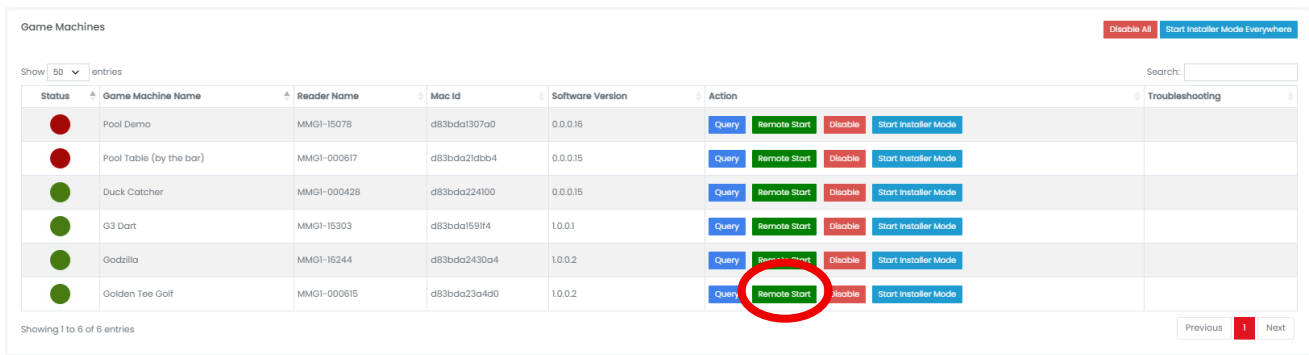 Game Machines Disable All Start Installer Mode Everywhere
Show 50 entries Search:
Status Game Machine Name Reader Name Mac Id Software Version Action Troubleshooting
Pool Demo MMG1-15078 d83bda1307a0 0.0.0.16 Query Remote Start Disable Start Installer Mode
Pool Table (by the bar) MMG1-000617 d83bda21dbb4 0.0.0.15 Query Remote Start Disable Start Installer Mode
Duck Catcher MMG1-000428 d83bda224100 0.0.0.15 Query Remote Start Disable Start Installer Mode
G3 Dart MMG1-15303 d83bda1591f4 1.0.0.1 Query Remote Start Disable Start Installer Mode
Godzilla MMG1-16244 d83bda2430a4 1.0.0.2 Query Remote Start Disable Start Installer Mode
Golden Tee Golf MMG1-000615 d83bda23a4d0 1.0.0.2 Query Remote Start Disable Start Installer Mode
Showing 1 to 6 of 6 entries Previous 1 Next